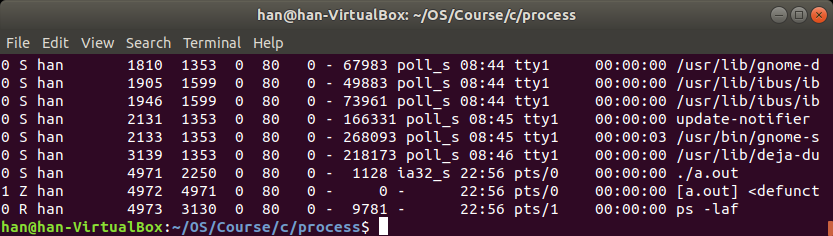 han@han-VirtualBox: ~/OS/Course/c/process
File Edit View Search Terminal Help
0 S han 1810 1353 0 80 0 - 67983 poll_s 08:44 tty1 00:00:00 /usr/lib/gnome-d
0 S han 1905 1599 0 80 0 - 49883 poll_s 08:44 tty1 00:00:00 /usr/lib/ibus/ib
0 S han 1946 1599 0 80 0 - 73961 poll_s 08:44 tty1 00:00:00 /usr/lib/ibus/ib
0 S han 2131 1353 0 80 0 - 166331 poll_s 08:45 tty1 00:00:00 update-notifier
0 S han 2133 1353 0 80 0 - 268093 poll_s 08:45 tty1 00:00:03 /usr/bin/gnome-s
0 S han 3139 1353 0 80 0 - 218173 poll_s 08:46 tty1 00:00:00 /usr/lib/deja-du
0 S han 4971 2250 0 80 0 - 1128 ia32_s 22:56 pts/0 00:00:00 ./a.out
1 Z han 4972 4971 0 80 0 - 0 - 22:56 pts/0 00:00:00 [a.out] <defunct
0 R han 4973 3130 0 80 0 - 9781 - 22:56 pts/1 00:00:00 ps -laf
han@han-VirtualBox:~/OS/Course/c/process$